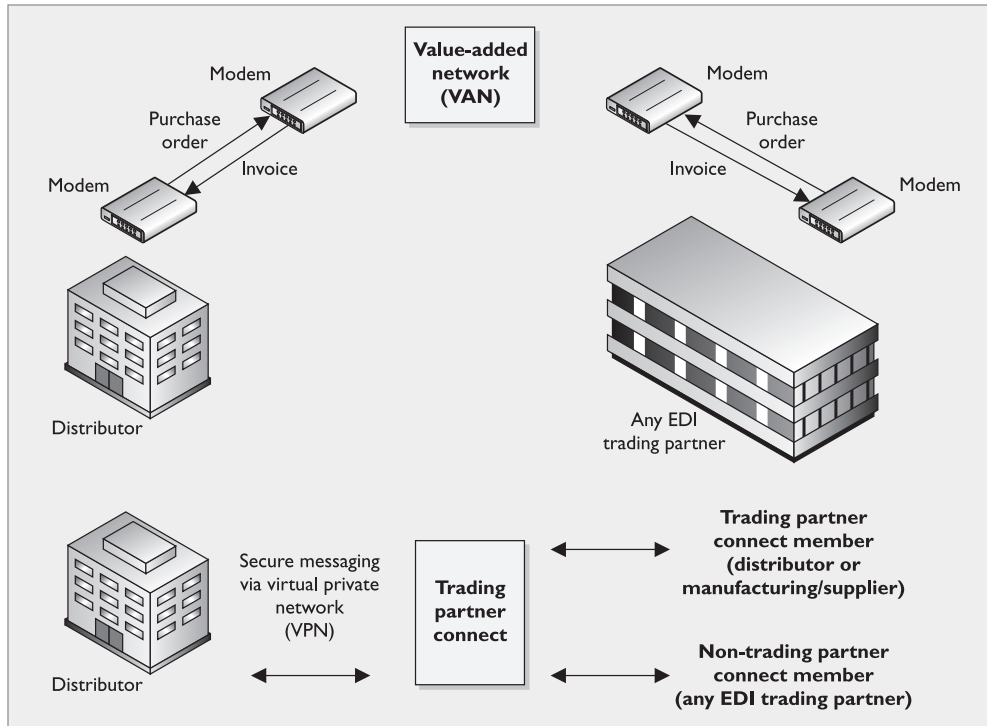 Value-added
network
(VAN)
Modem
Modem
Purchase
order
Purchase
order
Invoice
Invoice
Modem
Modem
Distributor
Any EDI
trading partner
Trading partner
connect member
(distributor or
manufacturing/supplier)
Secure messaging
via virtual private
network
(VPN)
Trading
partner
connect
Distributor
Non-trading partner
connect member
(any EDI trading partner)